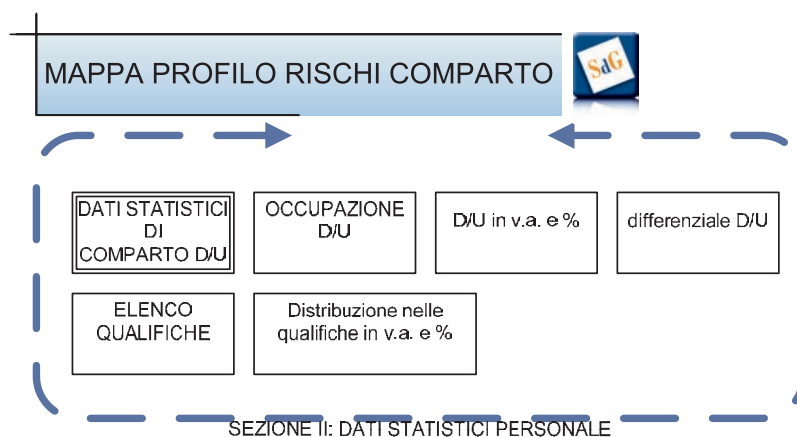 MAPPA PROFILO RISCHI COMPARTO
SdG
DATI STATISTICI
DI
COMPARTO D/U
OCCUPAZIONE
D/U
D/U in v.a. e %
differenziale D/U
ELENCO
QUALIFICHE
Distribuzione nelle
qualifiche in v.a. e %
SEZIONE II: DATI STATISTICI PERSONALE